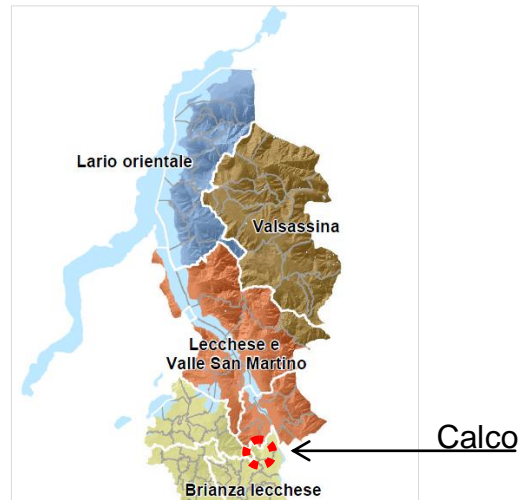 Lario orientale
Valsassina
Lecchese e
Valle San Martino
Calco
Brianza lecchese